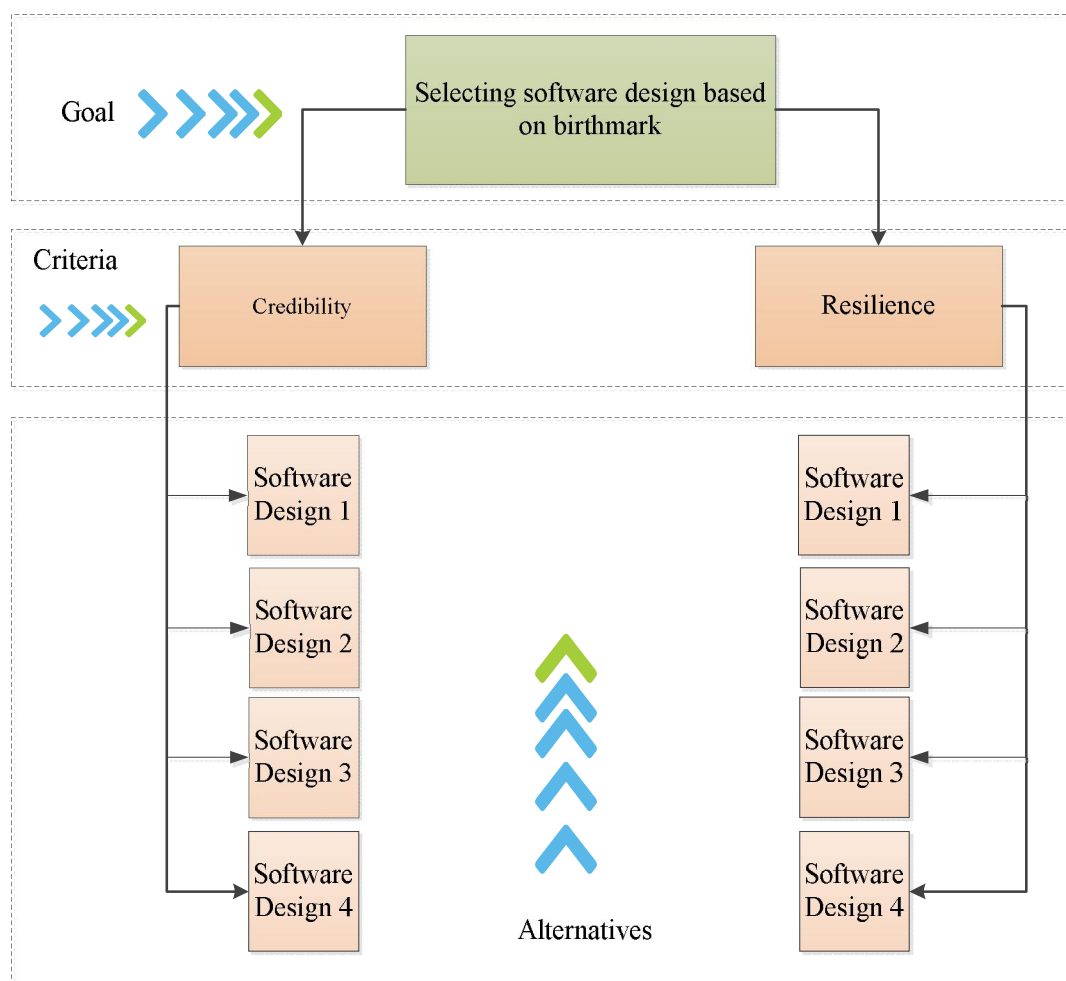 Goal
Selecting software design based
on birthmark
Criteria
Credibility
Resilience
Software
Design 1
Software
Design 2
Software
Design 3
Software
Design 4
Software
Design 1
Software
Design 2
Software
Design 3
Software
Design 4
Alternatives